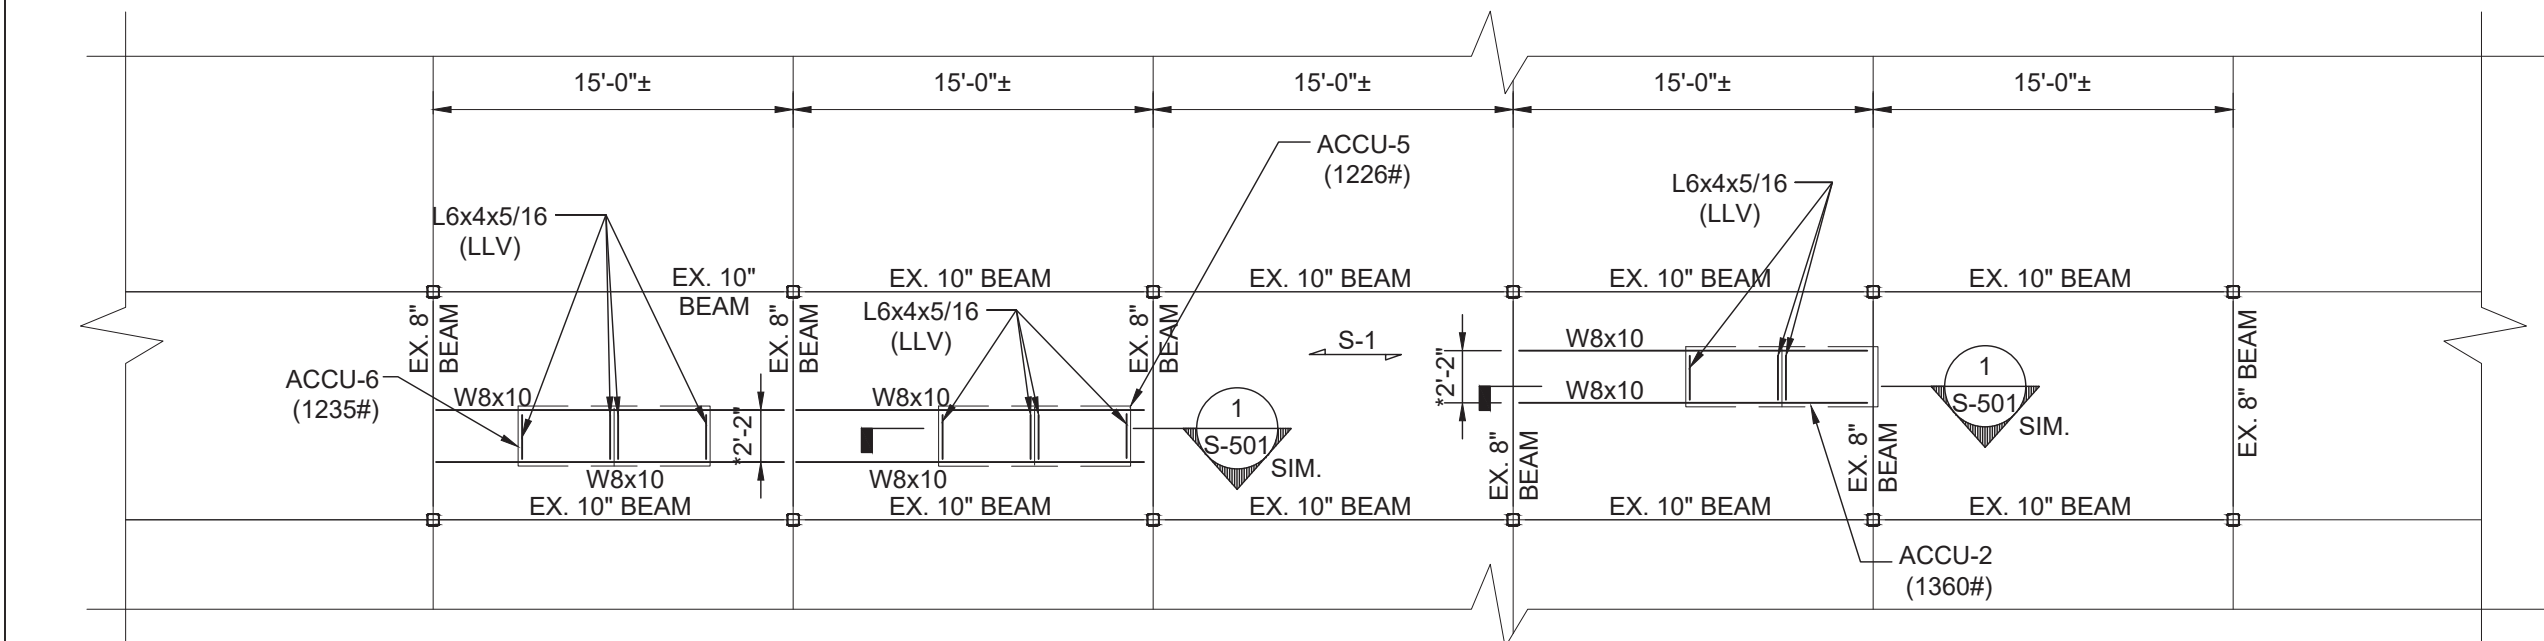 15'-0"±
15'-0"±
15'-0"±
15'-0"±
15'-0"±
ACCU-5
(1226#)
L6x4x5/16
(LLV)
L6x4x5/16
(LLV)
EX. 10"
BEAM
EX. 10" BEAM
EX. 10" BEAM
EX. 10" BEAM
EX. 10" BEAM
L6x4x5/16
(LLV)
EX. 8"
BEAM
EX. 8"
BEAM
EX. 8"
BEAM
S-1
*2'-2"
W8x10
W8x10
1
S-501
SIM.
EX. 8" BEAM
ACCU-6
(1235#)
W8x10
*2'-2"
W8x10
W8x10
W8x10
1
S-501
SIM.
EX. 8"
BEAM
EX. 8"
BEAM
EX. 10" BEAM
EX. 10" BEAM
EX. 10" BEAM
EX. 10" BEAM
EX. 10" BEAM
ACCU-2
(1360#)